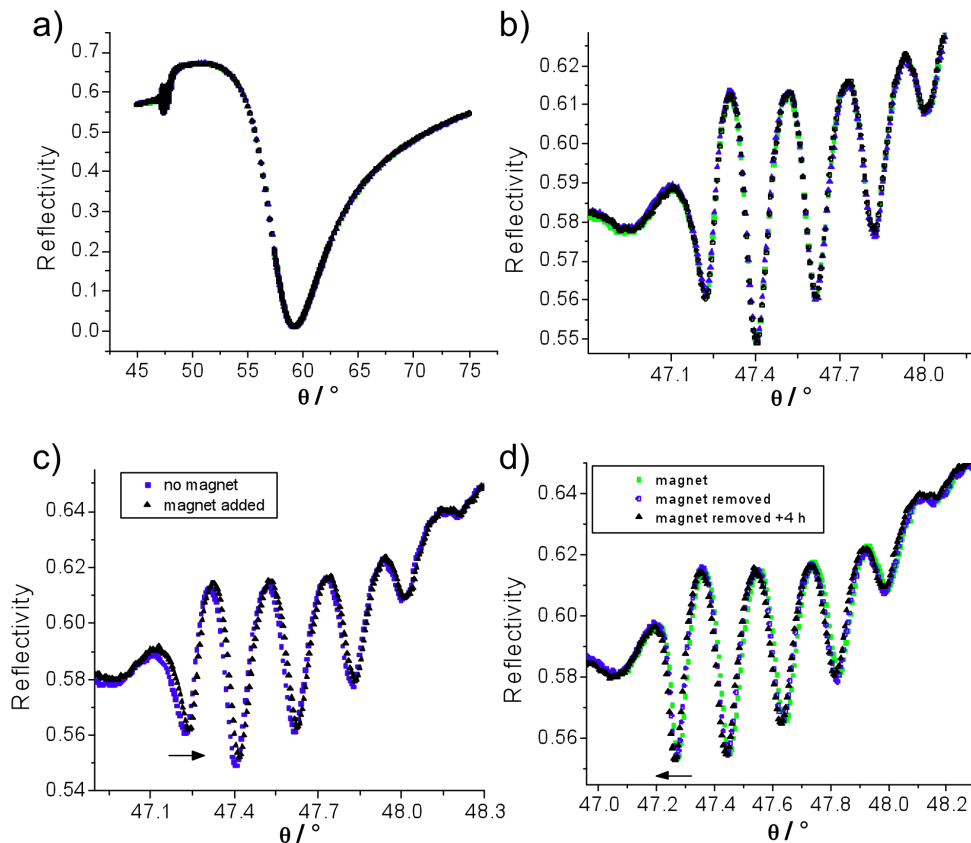 a)
0.7
0.6
0.5
0.4
0.3
0.2
0.1
0.0
Reflectivity
45 50 55 60 65 70 75
θ / °
b)
0.62
0.61
0.60
0.59
0.58
0.57
0.56
0.55
Reflectivity
47.1 47.4 47.7 48.0
θ / °
c)
no magnet
magnet added
0.64
0.62
0.60
0.58
0.56
0.54
Reflectivity
47.1 47.4 47.7 48.0 48.3
θ / °
d)
magnet
magnet removed
magnet removed +4 h
0.64
0.62
0.60
0.58
0.56
Reflectivity
47.0 47.2 47.4 47.6 47.8 48.0 48.2
θ / °